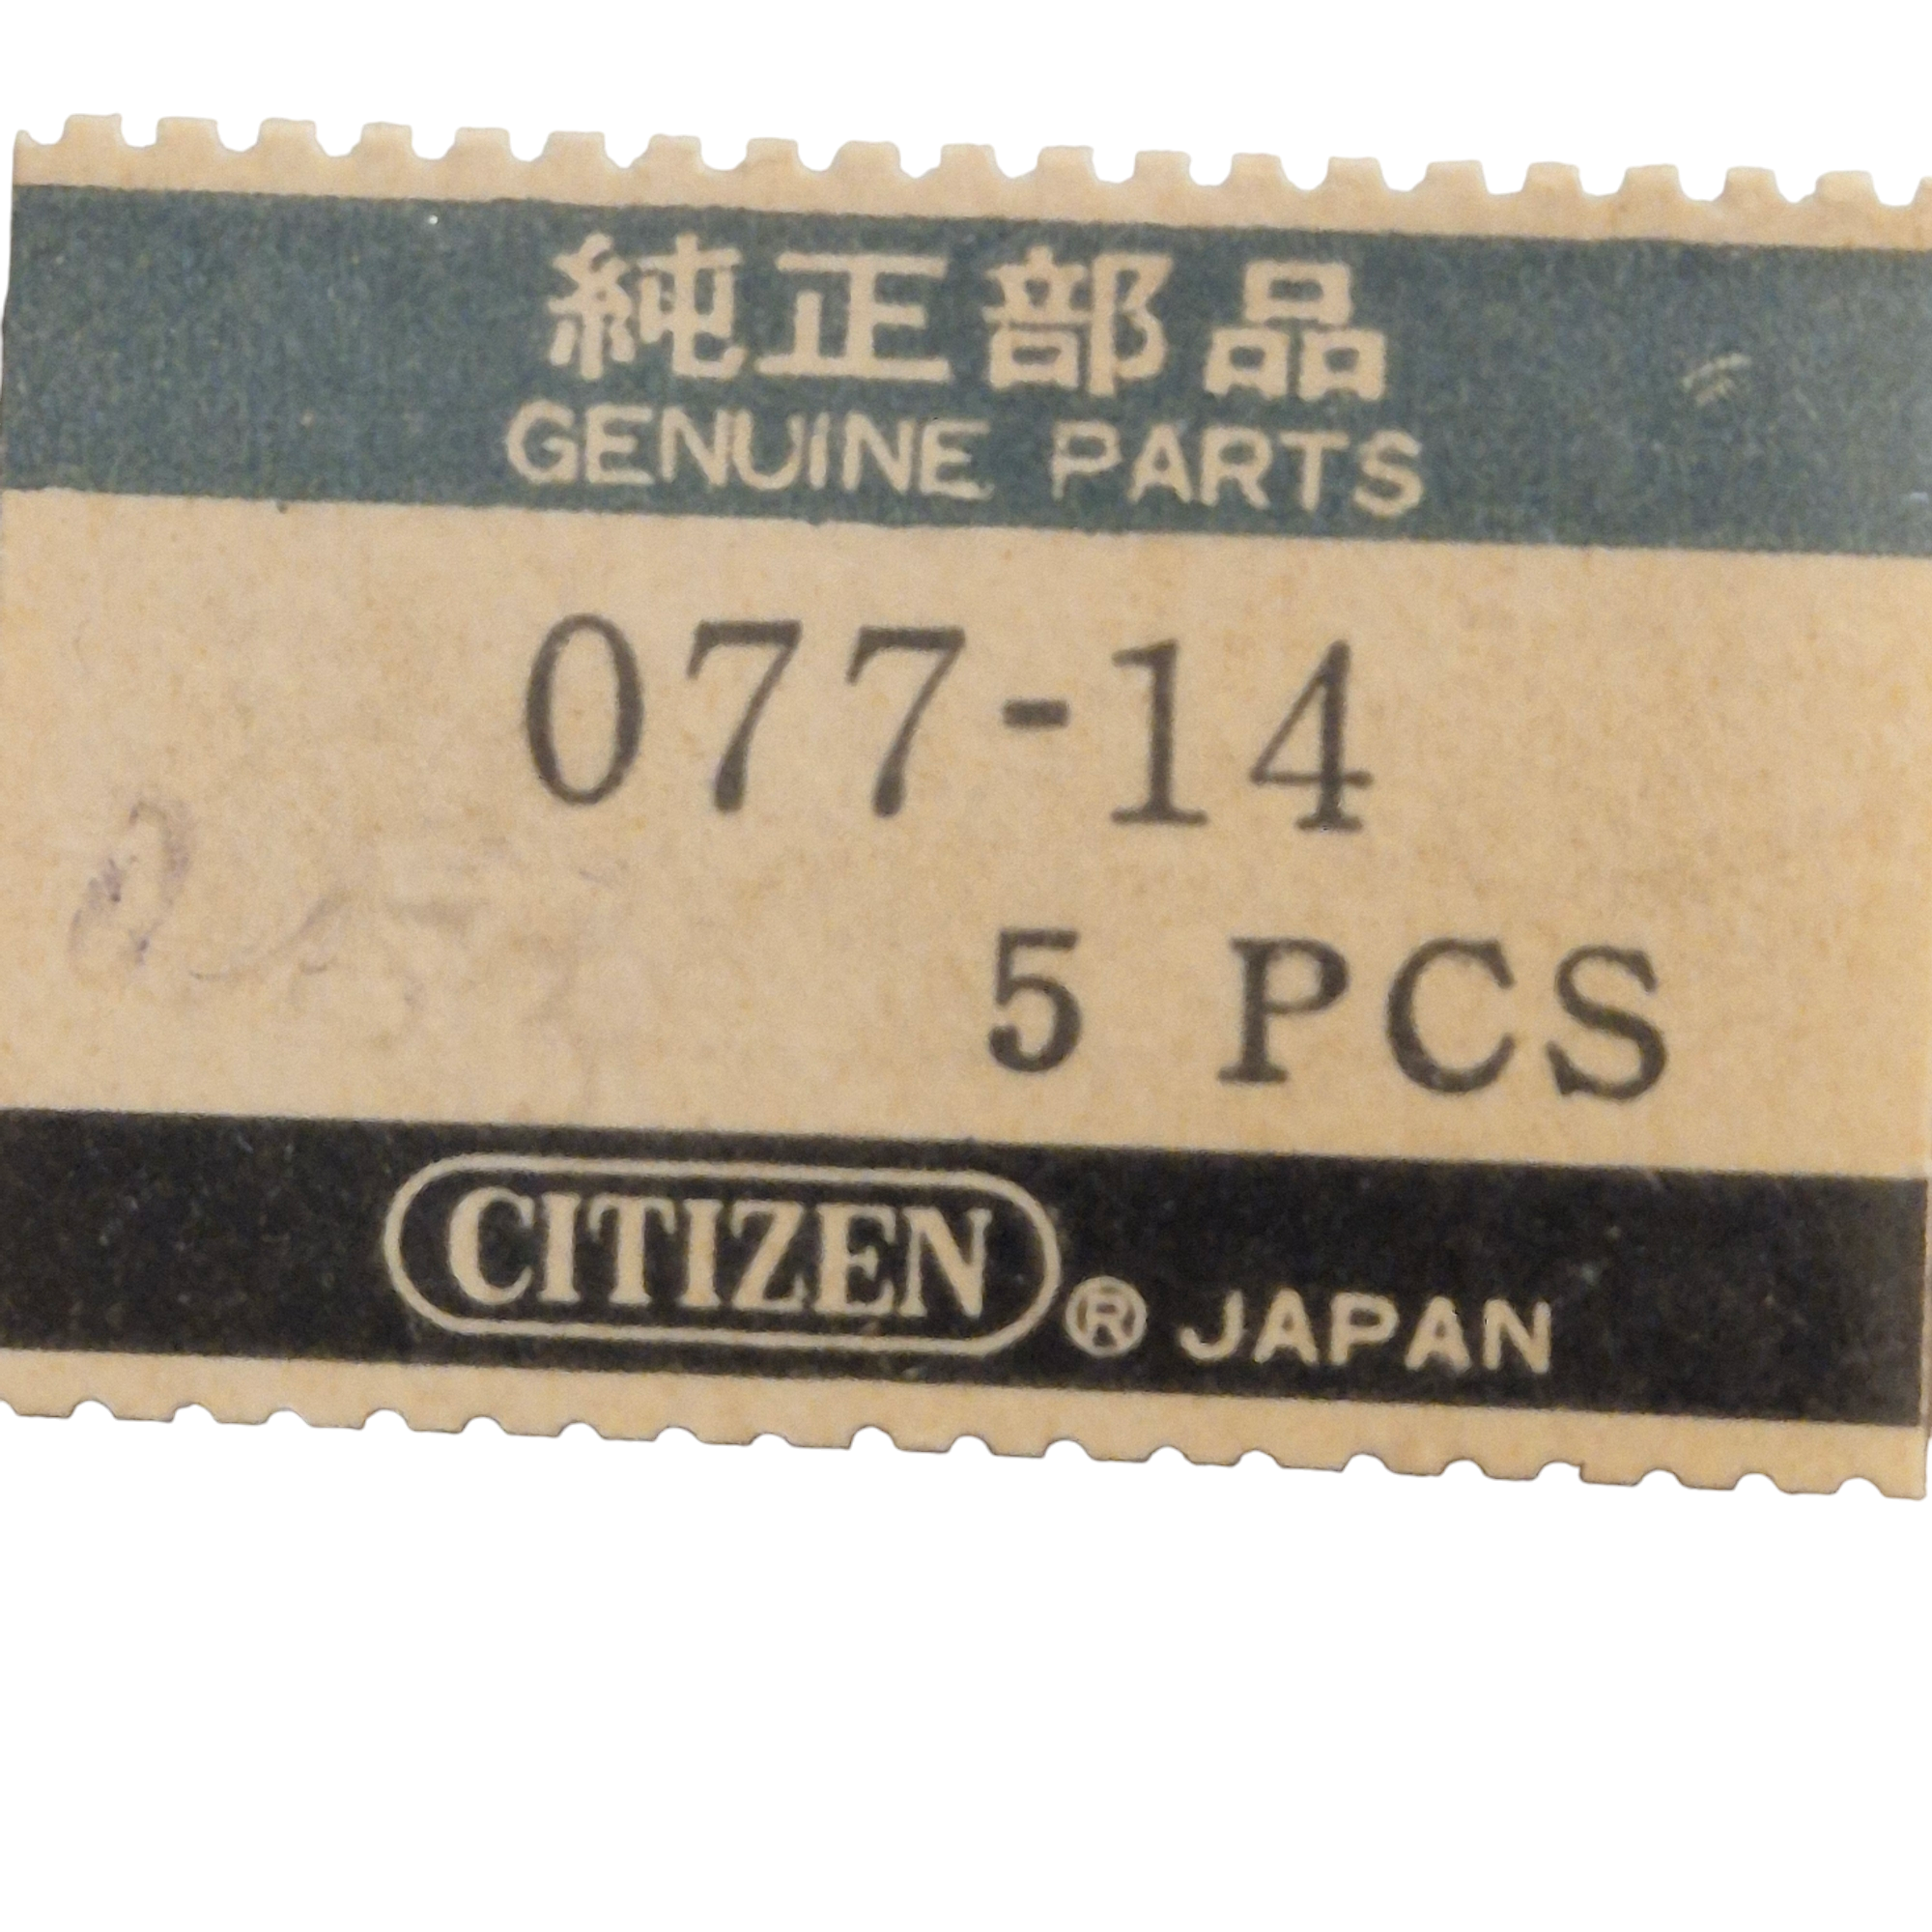 純正部品
GENUINE PARTS
077-14
5 PCS
CITIZEN ® JAPAN